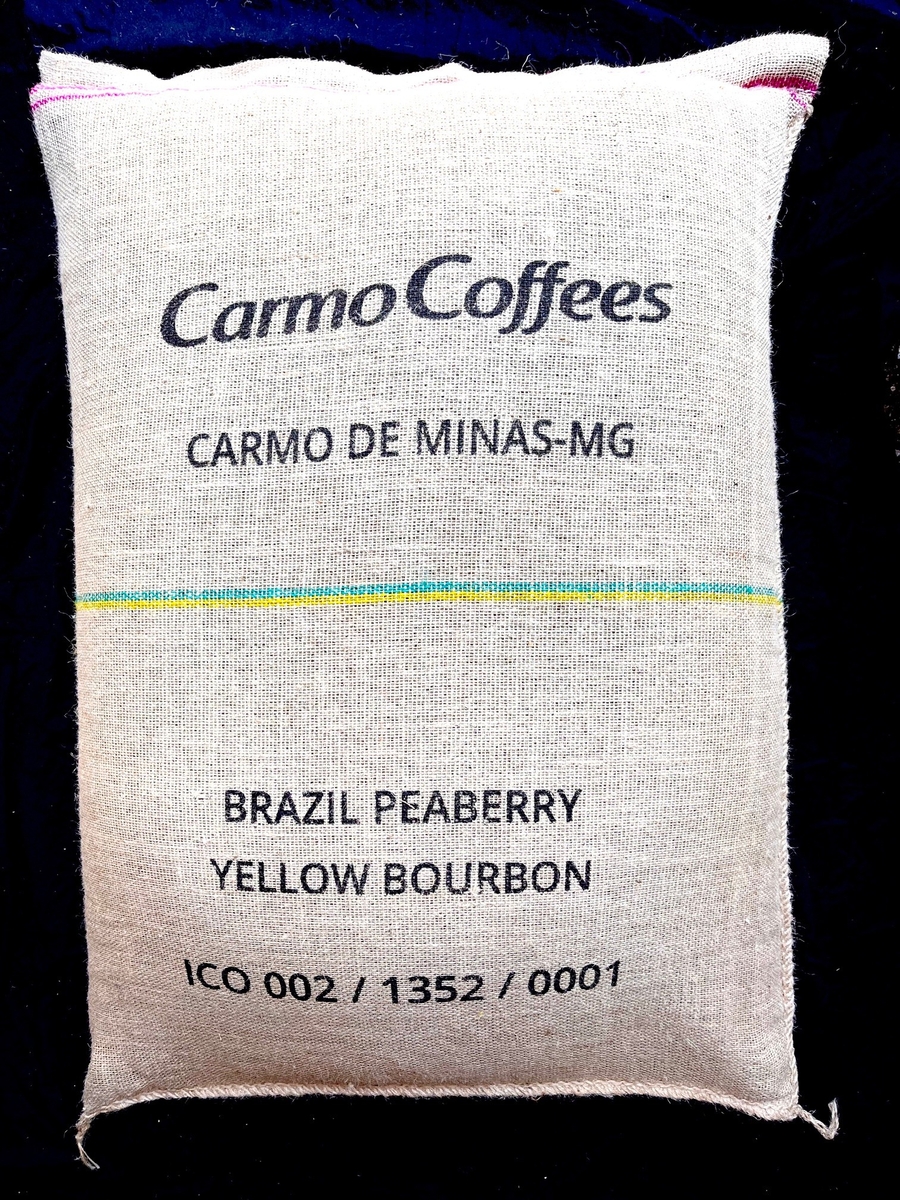 Carmo Coffees
CARMO DE MINAS-MG
BRAZIL PEABERRY
YELLOW BOURBON
ICO 002 / 1352 / 0001